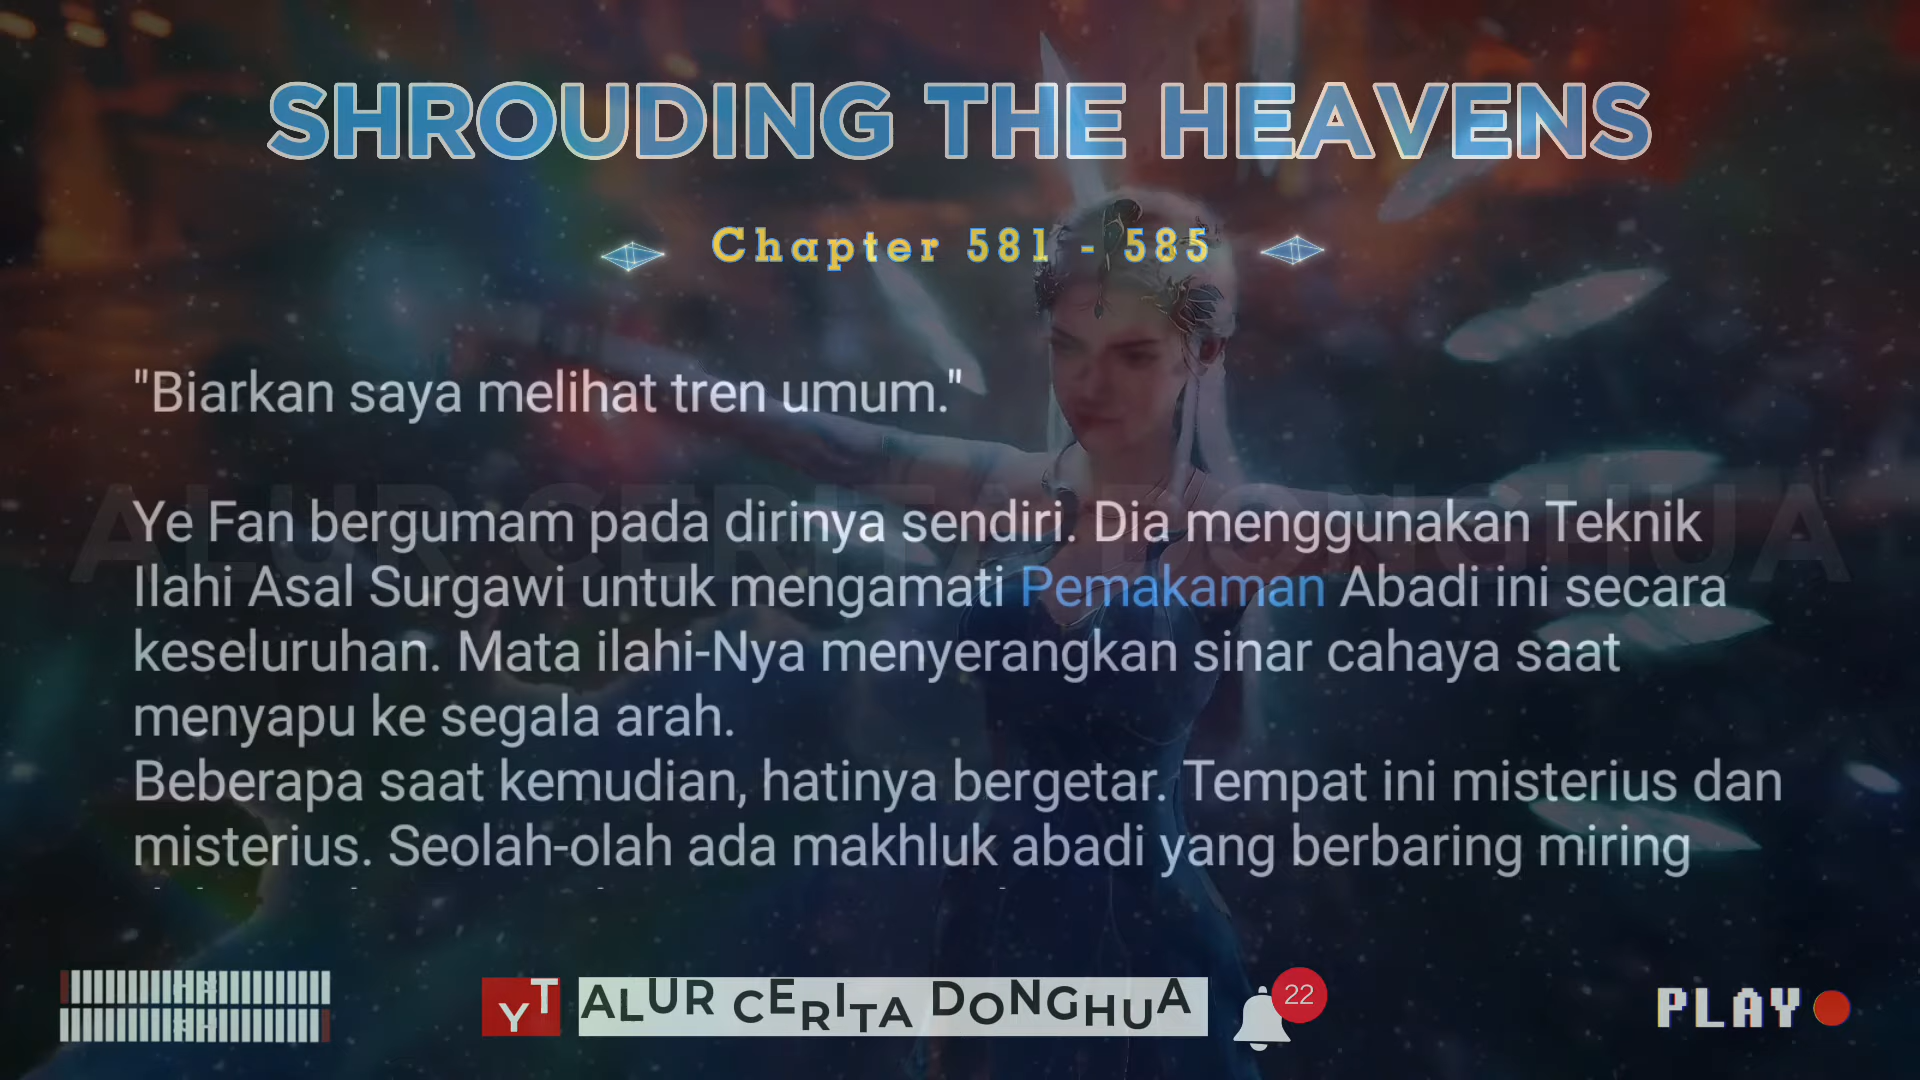 SHROUDING THE HEAVENS
Chapter 581 - 585
"Biarkan saya melihat tren umum."
Ye Fan bergumam pada dirinya sendiri. Dia menggunakan Teknik
Ilahi Asal Surgawi untuk mengamati Pemakaman Abadi ini secara
keseluruhan. Mata ilahi-Nya menyerangkan sinar cahaya saat
menyapu ke segala arah.
Beberapa saat kemudian, hatinya bergetar. Tempat ini misterius dan
misterius. Seolah-olah ada makhluk abadi yang berbaring miring
ALUR CERITA DONGHUA
YT ALUR CERITA DONGHUA
22
PLAY